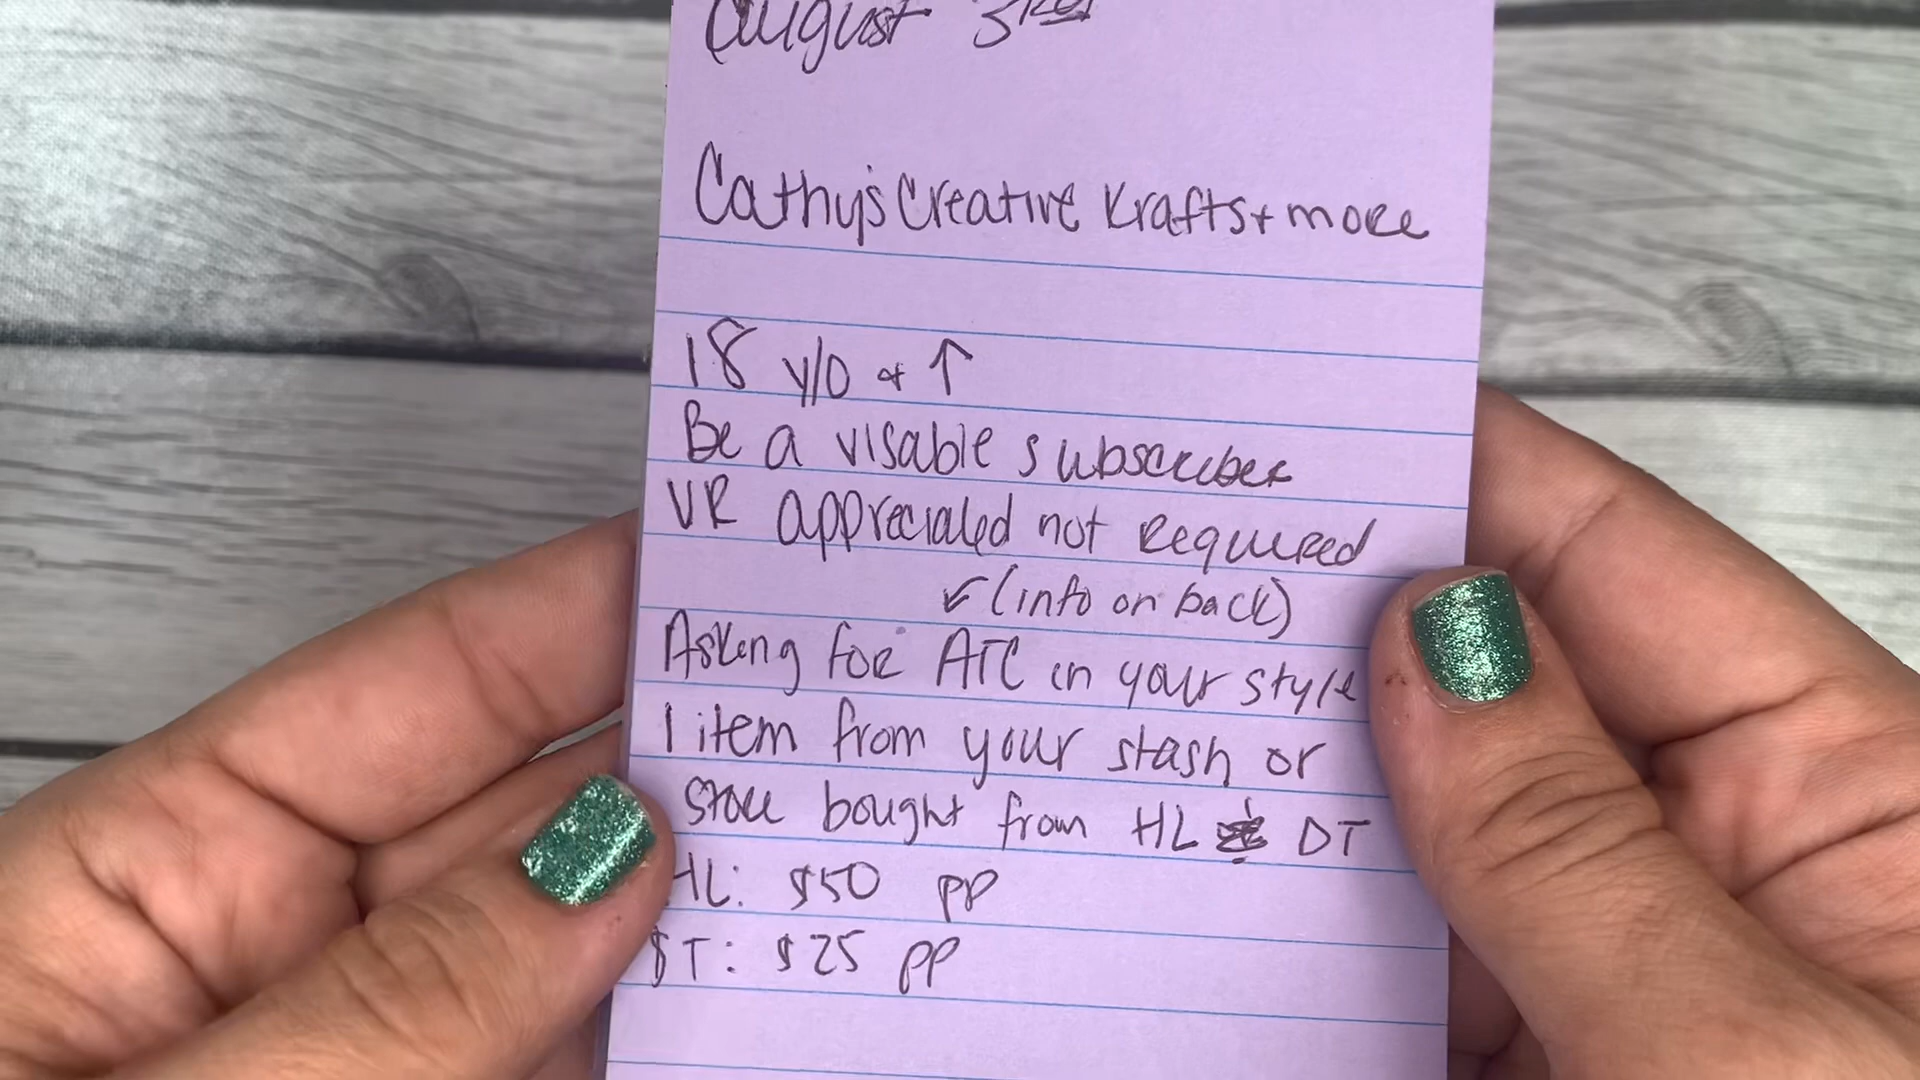 August 3rd
Cathy's Creative Krafts + more
18 y/o + ↑
Be a visable subscriber
VR appreciated not Required
↙ (info on back)
Asking for ATC in your style
1 item from your stash or
store bought from HL DT
HL: $50 pp
$T: $25 pp